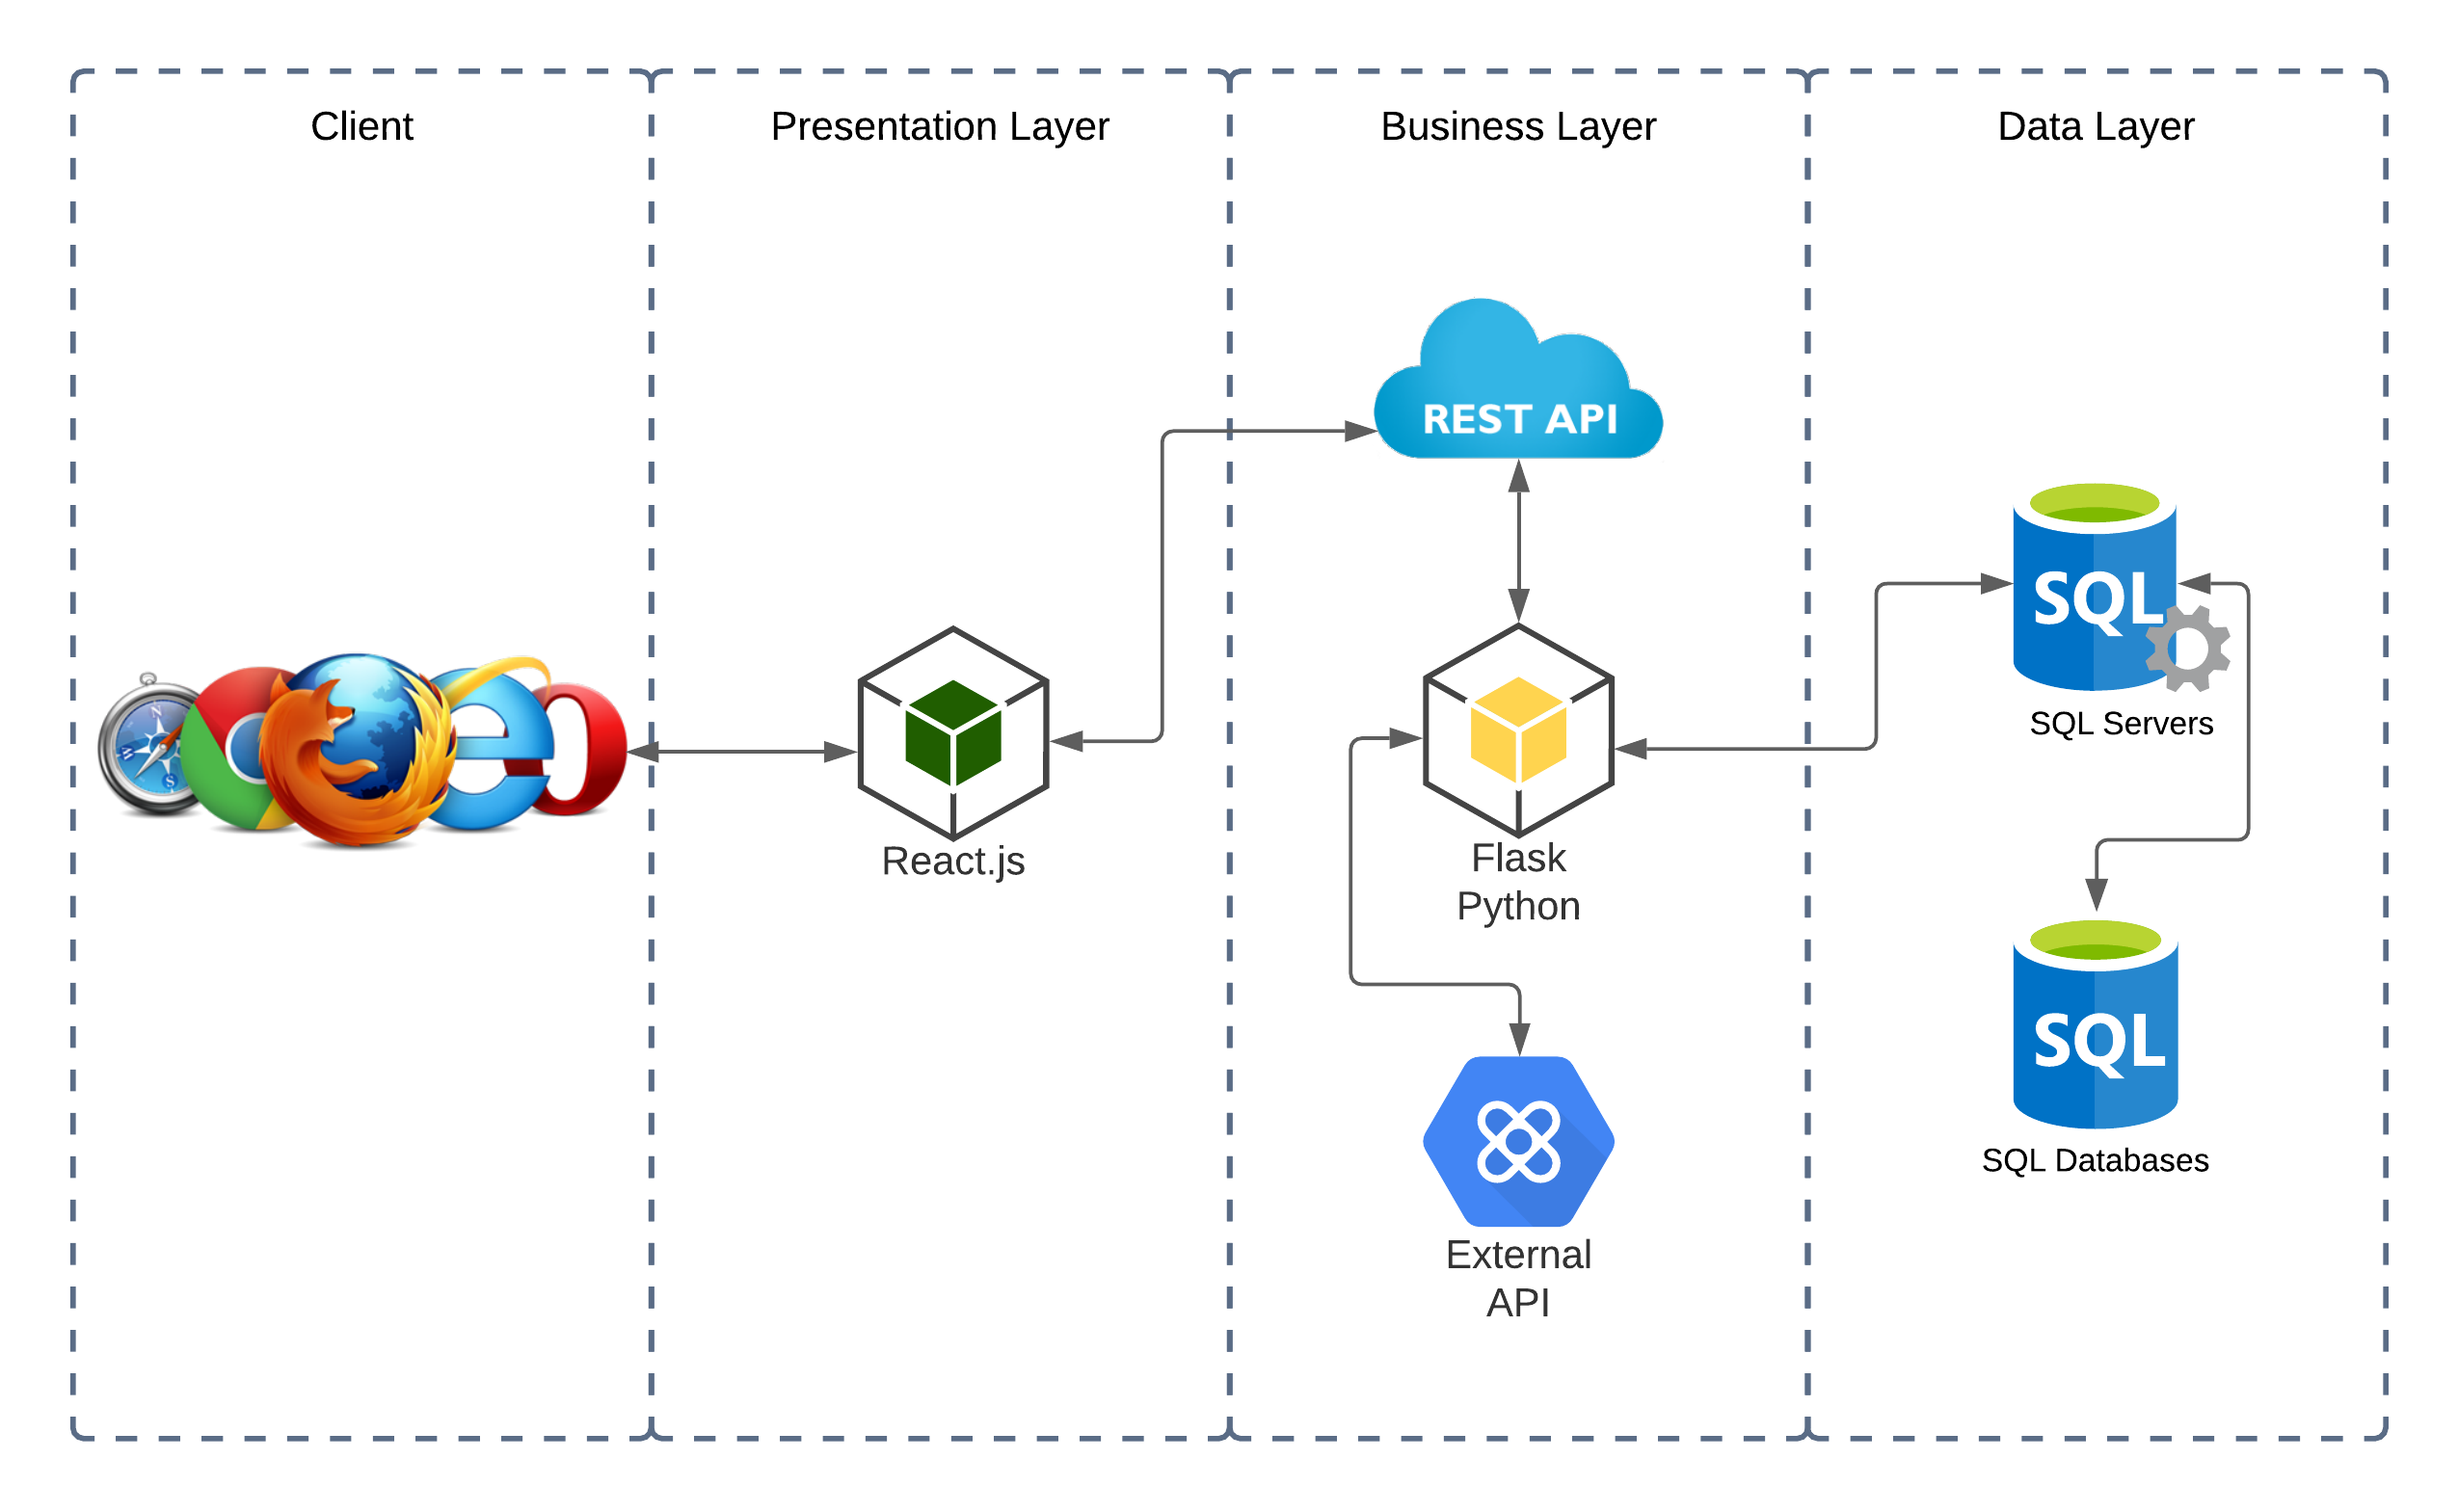 Client
Presentation Layer
Business Layer
Data Layer
REST API
SQL
SQL Servers
React.js
Flask
Python
SQL
SQL Databases
External
API